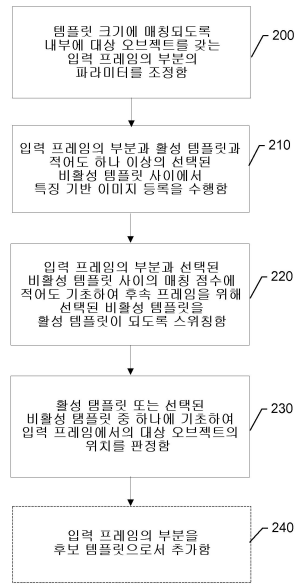 템플릿 크기에 매칭되도록
내부에 대상 오브젝트를 갖는
입력 프레임의 부분의
파라미터를 조정함
200
입력 프레임의 부분과 활성 템플릿과
적어도 하나 이상의 선택된
비활성 템플릿 사이에서
특징 기반 이미지 등록을 수행함
210
입력 프레임의 부분과 선택된
비활성 템플릿 사이의 매칭 점수에
적어도 기초하여 후속 프레임을 위해
선택된 비활성 템플릿을
활성 템플릿이 되도록 스위칭함
220
활성 템플릿 또는 선택된
비활성 템플릿 중 하나에 기초하여
입력 프레임에서의 대상 오브젝트의
위치를 판정함
230
입력 프레임의 부분을
후보 템플릿으로서 추가함
240